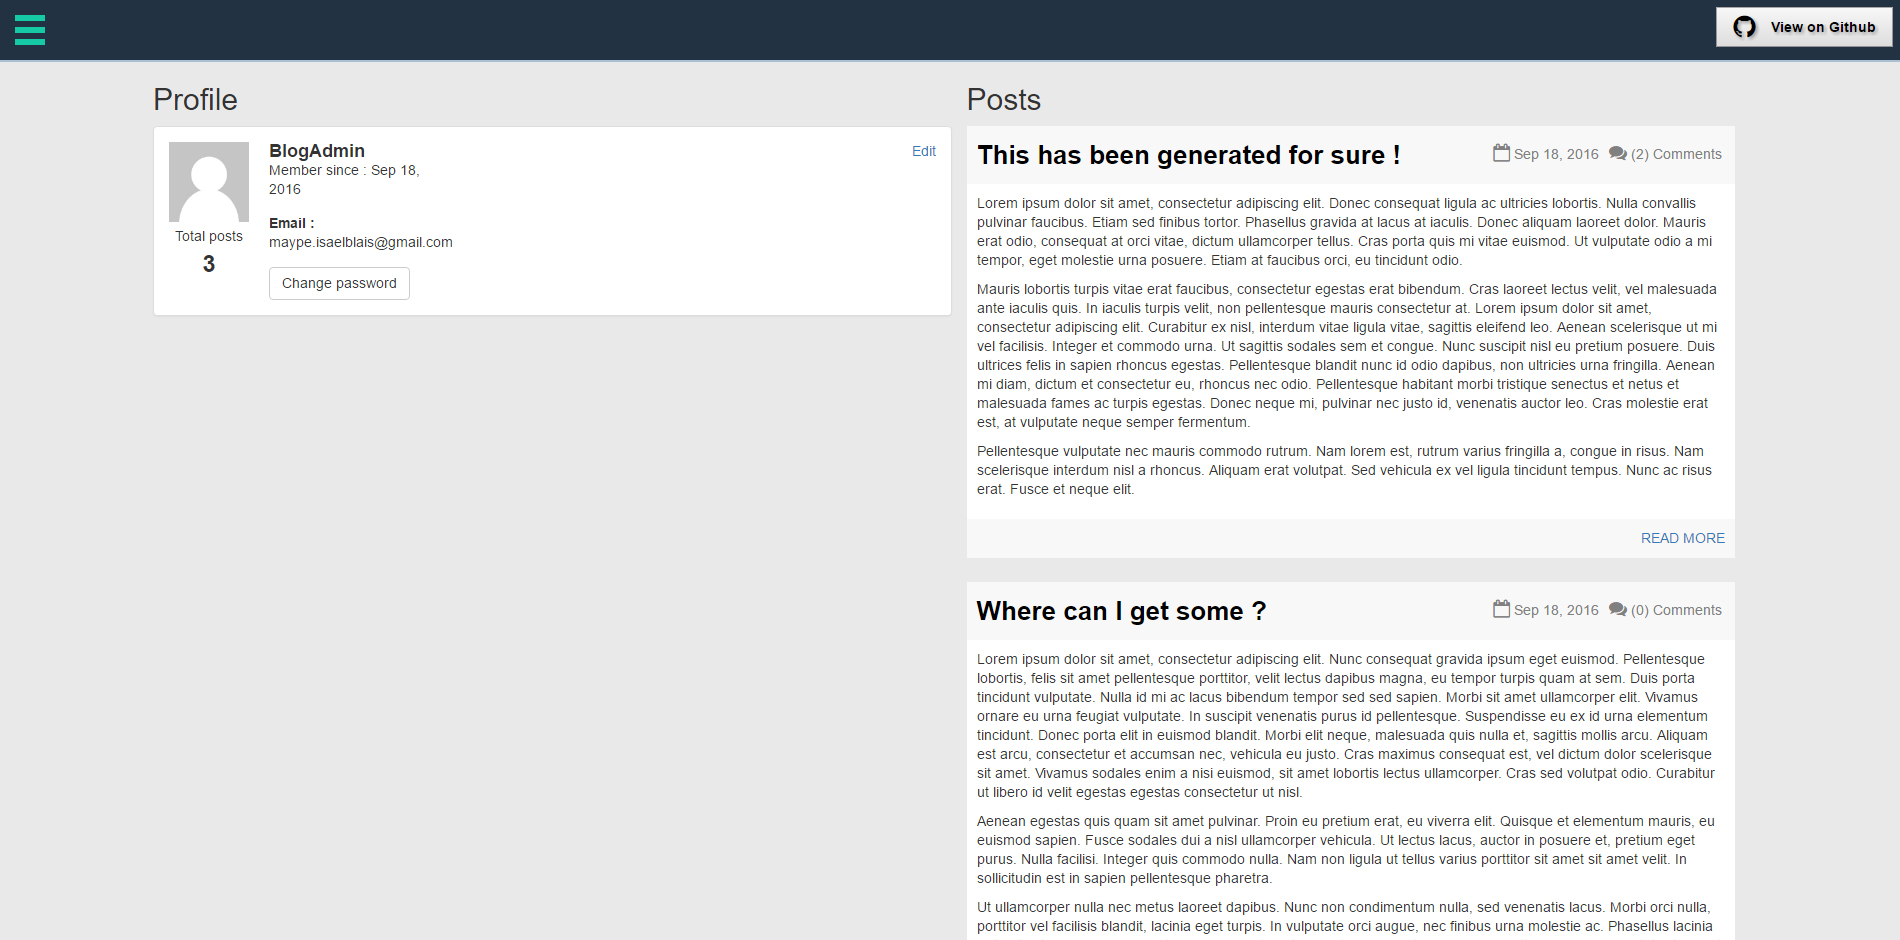 View on Github
Profile
BlogAdmin
Edit
Member since : Sep 18,
2016
Email :
maype.isaelblais@gmail.com
Total posts
3
Change password
Posts
This has been generated for sure !
Sep 18, 2016 (2) Comments
Lorem ipsum dolor sit amet, consectetur adipiscing elit. Donec consequat ligula ac ultricies lobortis. Nulla convallis
pulvinar faucibus. Etiam sed finibus tortor. Phasellus gravida at lacus at iaculis. Donec aliquam laoreet dolor. Mauris
erat odio, consequat at orci vitae, dictum ullamcorper tellus. Cras porta quis mi vitae euismod. Ut vulputate odio a mi
tempor, eget molestie urna posuere. Etiam at faucibus orci, eu tincidunt odio.
Mauris lobortis turpis vitae erat faucibus, consectetur egestas erat bibendum. Cras laoreet lectus velit, vel malesuada
ante iaculis quis. In iaculis turpis velit, non pellentesque mauris consectetur at. Lorem ipsum dolor sit amet,
consectetur adipiscing elit. Curabitur ex nisl, interdum vitae ligula vitae, sagittis eleifend leo. Aenean scelerisque ut mi
vel facilisis. Integer et commodo urna. Ut sagittis sodales sem et congue. Nunc suscipit nisl eu pretium posuere. Duis
ultrices felis in sapien rhoncus egestas. Pellentesque blandit nunc id odio dapibus, non ultricies urna fringilla. Aenean
mi diam, dictum et consectetur eu, rhoncus nec odio. Pellentesque habitant morbi tristique senectus et netus et
malesuada fames ac turpis egestas. Donec neque mi, pulvinar nec justo id, venenatis auctor leo. Cras molestie erat
est, at vulputate neque semper fermentum.
Pellentesque vulputate nec mauris commodo rutrum. Nam lorem est, rutrum varius fringilla a, congue in risus. Nam
scelerisque interdum nisl a rhoncus. Aliquam erat volutpat. Sed vehicula ex vel ligula tincidunt tempus. Nunc ac risus
erat. Fusce et neque elit.
READ MORE
Where can I get some ?
Sep 18, 2016 (0) Comments
Lorem ipsum dolor sit amet, consectetur adipiscing elit. Nunc consequat gravida ipsum eget euismod. Pellentesque
lobortis, felis sit amet pellentesque porttitor, velit lectus dapibus magna, eu tempor turpis quam at sem. Duis porta
tincidunt vulputate. Nulla id mi ac lacus bibendum tempor sed sed sapien. Morbi sit amet ullamcorper elit. Vivamus
ornare eu urna feugiat vulputate. In suscipit venenatis purus id pellentesque. Suspendisse eu ex id urna elementum
tincidunt. Donec porta elit in euismod blandit. Morbi elit neque, malesuada quis nulla et, sagittis mollis arcu. Aliquam
est arcu, consectetur et accumsan nec, vehicula eu justo. Cras maximus consequat est, vel dictum dolor scelerisque
sit amet. Vivamus sodales enim a nisi euismod, sit amet lobortis lectus ullamcorper. Cras sed volutpat odio. Curabitur
ut libero id velit egestas egestas consectetur ut nisl.
Aenean egestas quis quam sit amet pulvinar. Proin eu pretium erat, eu viverra elit. Quisque et elementum mauris, eu
euismod sapien. Fusce sodales dui a nisl ullamcorper vehicula. Ut lectus lacus, auctor in posuere et, pretium eget
purus. Nulla facilisi. Integer quis commodo nulla. Nam non ligula ut tellus varius porttitor sit amet sit amet velit. In
sollicitudin est in sapien pellentesque pharetra.
Ut ullamcorper nulla nec metus laoreet dapibus. Nunc non condimentum nulla, sed venenatis lacus. Morbi orci nulla,
porttitor vel facilisis blandit, lacinia eget turpis. In vulputate orci augue, nec finibus urna molestie ac. Phasellus lacinia